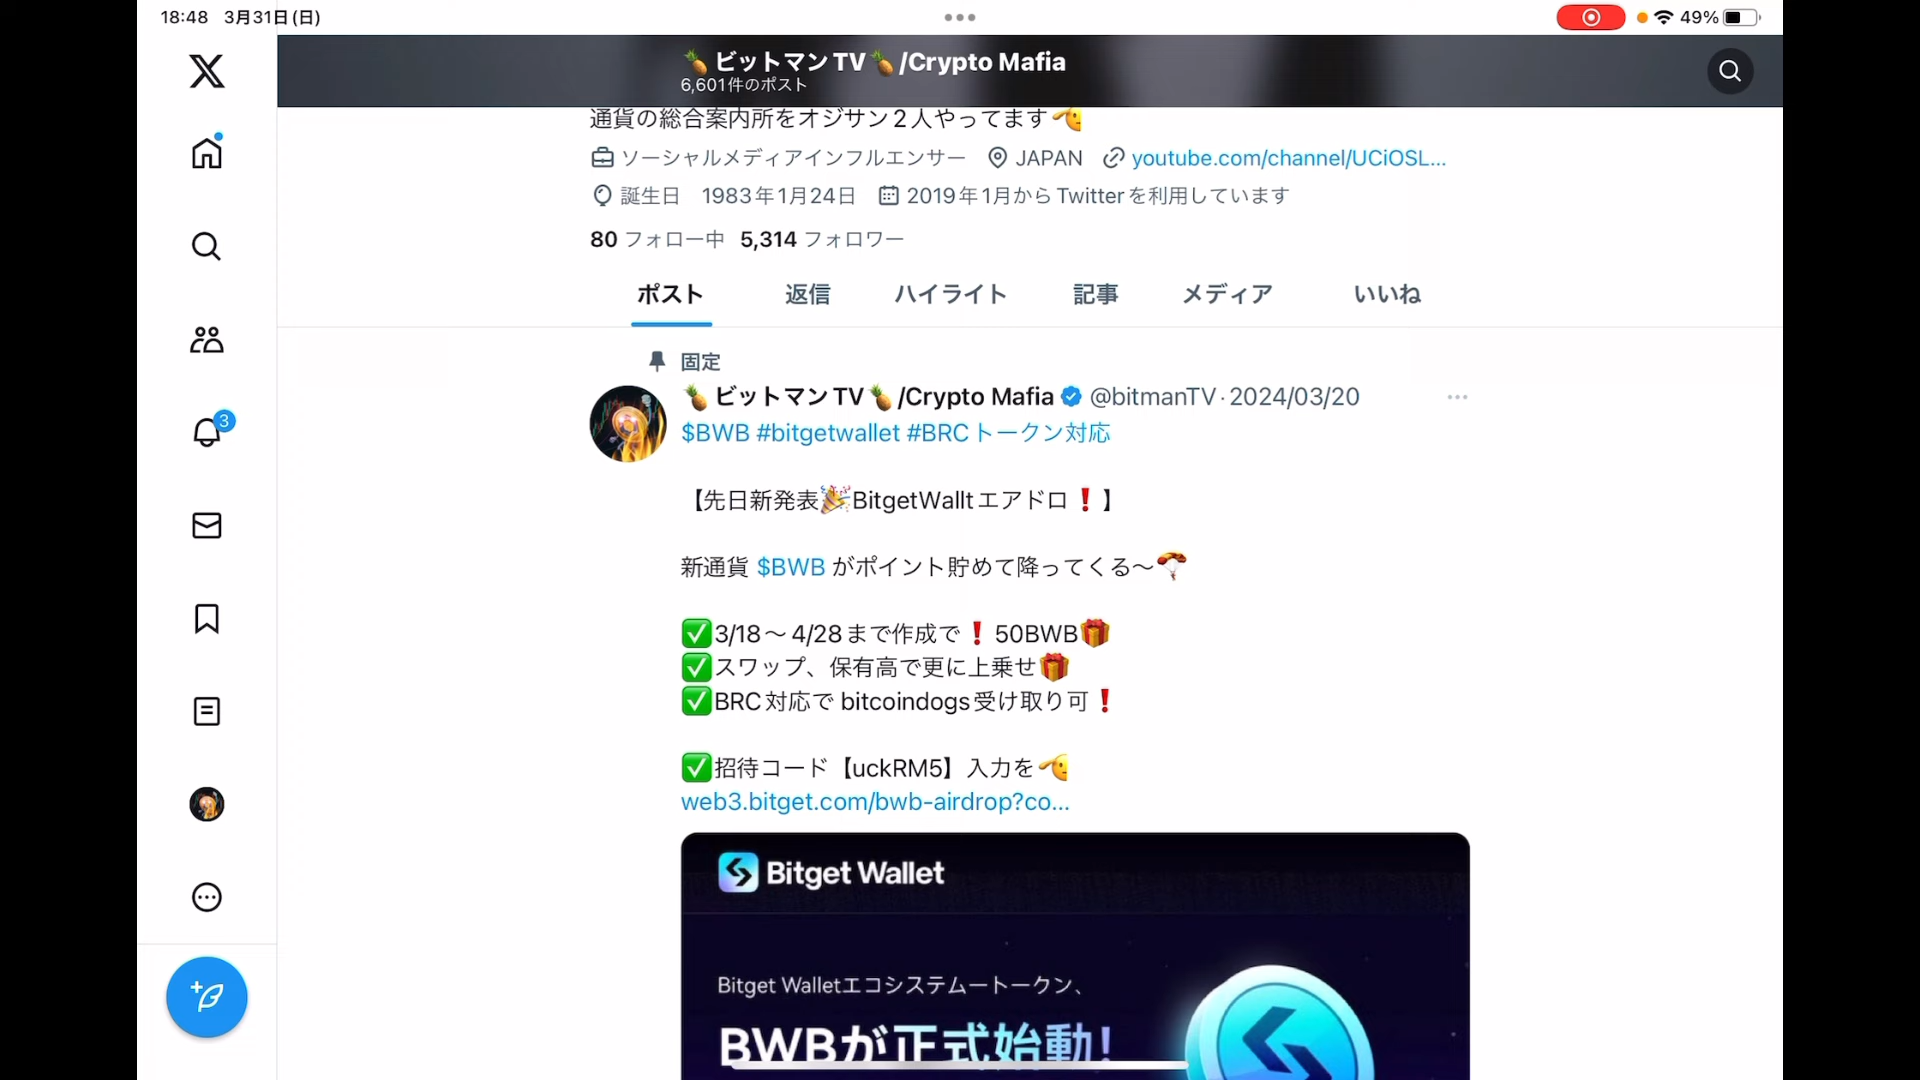 18:48 3月31日(日)
49%
🍍ビットマンTV🍍/Crypto Mafia
6,601件のポスト
通貨の総合案内所をオジサン2人やってます🫡
ソーシャルメディアインフルエンサー JAPAN youtube.com/channel/UCiOSL...
誕生日 1983年1月24日 2019年1月からTwitterを利用しています
80 フォロー中 5,314 フォロワー
ポスト 返信 ハイライト 記事 メディア いいね
固定
🍍ビットマンTV🍍/Crypto Mafia @bitmanTV·2024/03/20
3
$BWB #bitgetwallet #BRCトークン対応
【先日新発表🎉BitgetWalltエアドロ❗】
新通貨 $BWB がポイント貯めて降ってくる〜🪂
✅3/18〜4/28まで作成で❗50BWB🎁
✅スワップ、保有高で更に上乗せ🎁
✅BRC対応で bitcoindogs受け取り可❗
✅招待コード【uckRM5】入力を🫡
web3.bitget.com/bwb-airdrop?co...
Bitget Wallet
Bitget Walletエコシステムートークン、
BWBが正式始動!